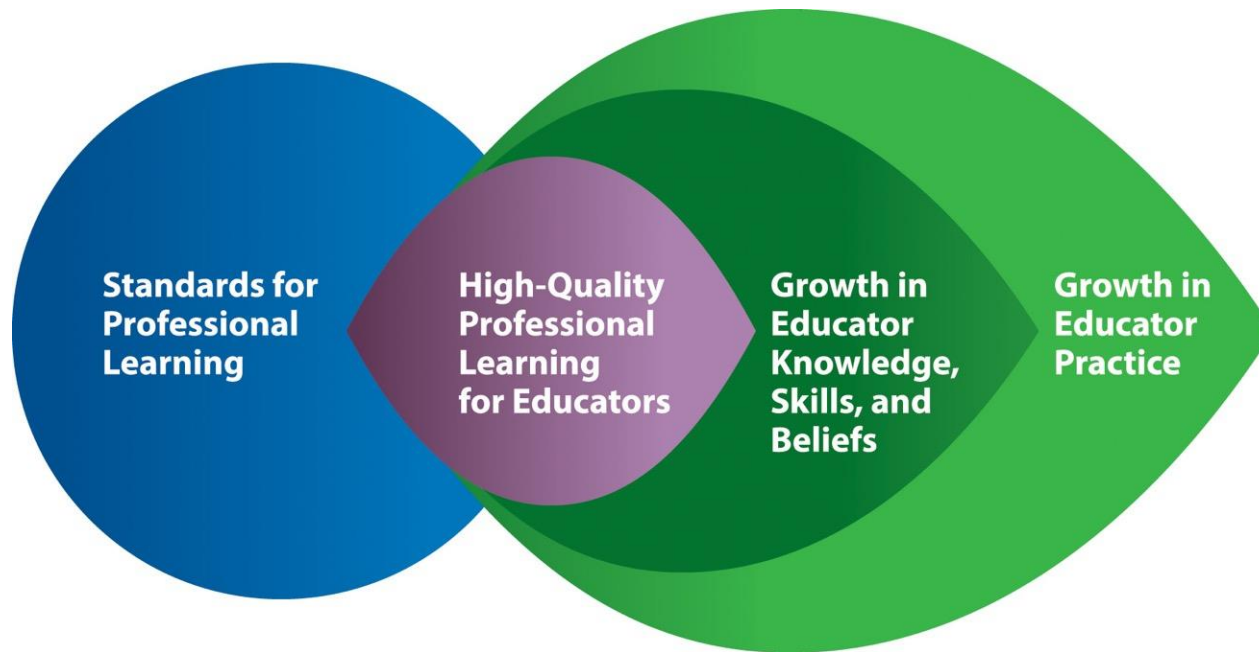 Standards for
Professional
Learning
High-Quality
Professional
Learning
for Educators
Growth in
Educator
Knowledge,
Skills, and
Beliefs
Growth in
Educator
Practice